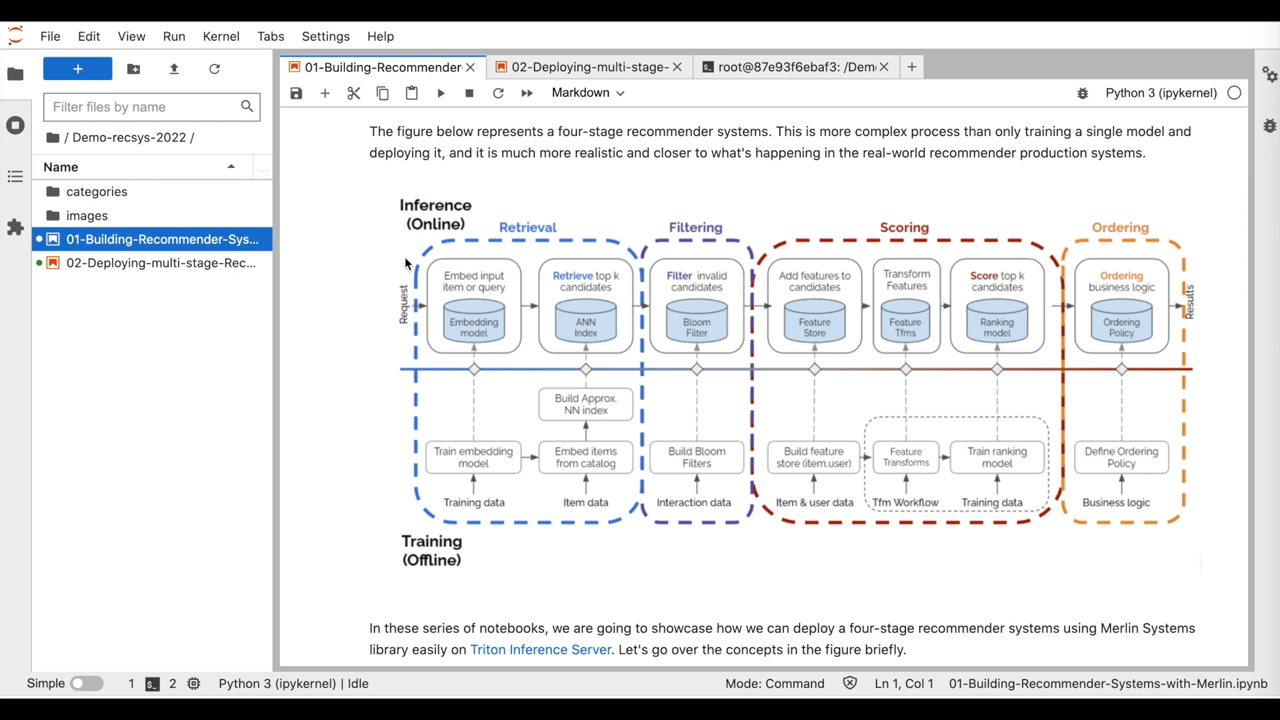 File Edit View Run Kernel Tabs Settings Help
+
Filter files by name
/ Demo-recsys-2022 /
Name
...
categories
images
01-Building-Recommender-Sys...
02-Deploying-multi-stage-Rec...
01-Building-Recommender-
02-Deploying-multi-stage-
root@87e93f6ebaf3: /Dem
Markdown
Python 3 (ipykernel)
The figure below represents a four-stage recommender systems. This is more complex process than only training a single model and
deploying it, and it is much more realistic and closer to what's happening in the real-world recommender production systems.
Inference
(Online)
Retrieval
Filtering
Scoring
Ordering
Request
Embed input
item or query
Embedding
model
Retrieve top k
candidates
ANN
Index
Filter invalid
candidates
Bloom
Filter
Add features to
candidates
Feature
Store
Transform
Features
Feature
Tfms
Score top k
candidates
Ranking
model
Ordering
business logic
Ordering
Policy
Results
Build Approx.
NN index
Train embedding
model
Embed items
from catalog
Build Bloom
Filters
Build feature
store (item.user)
Feature
Transforms
Train ranking
model
Define Ordering
Policy
Training data
Item data
Interaction data
Item & user data
Tfm Workflow
Training data
Business logic
Training
(Offline)
In these series of notebooks, we are going to showcase how we can deploy a four-stage recommender systems using Merlin Systems
library easily on Triton Inference Server. Let's go over the concepts in the figure briefly.
Simple 1 2 Python 3 (ipykernel) | Idle Mode: Command Ln 1, Col 1 01-Building-Recommender-Systems-with-Merlin.ipynb